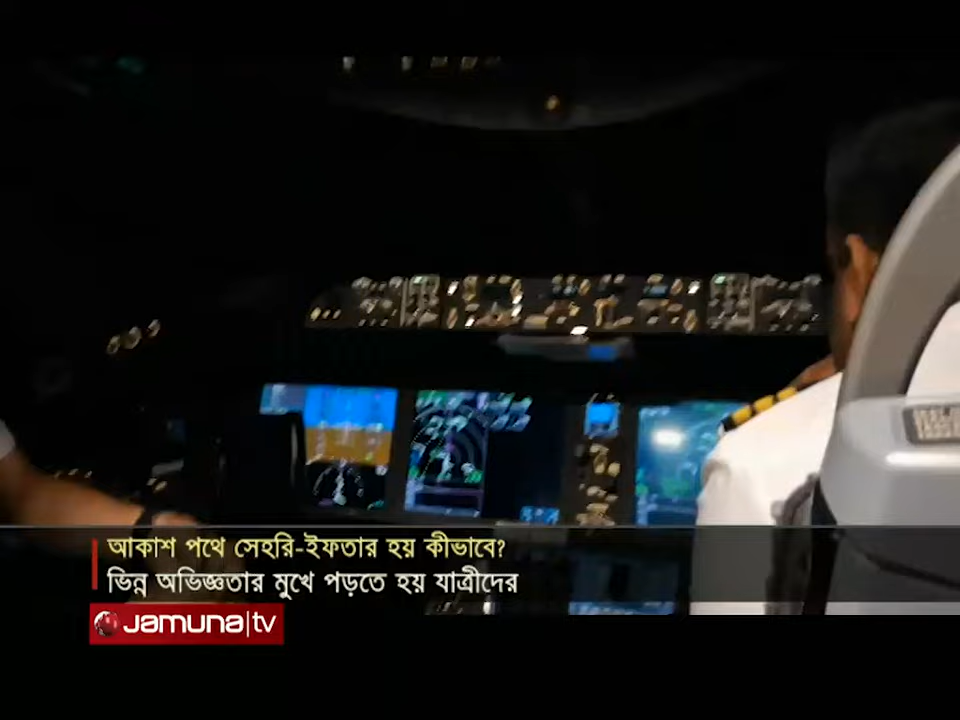 আকাশ পথে সেহরি-ইফতার হয় কীভাবে?
ভিন্ন অভিজ্ঞতার মুখে পড়তে হয় যাত্রীদের
Jamuna|tv